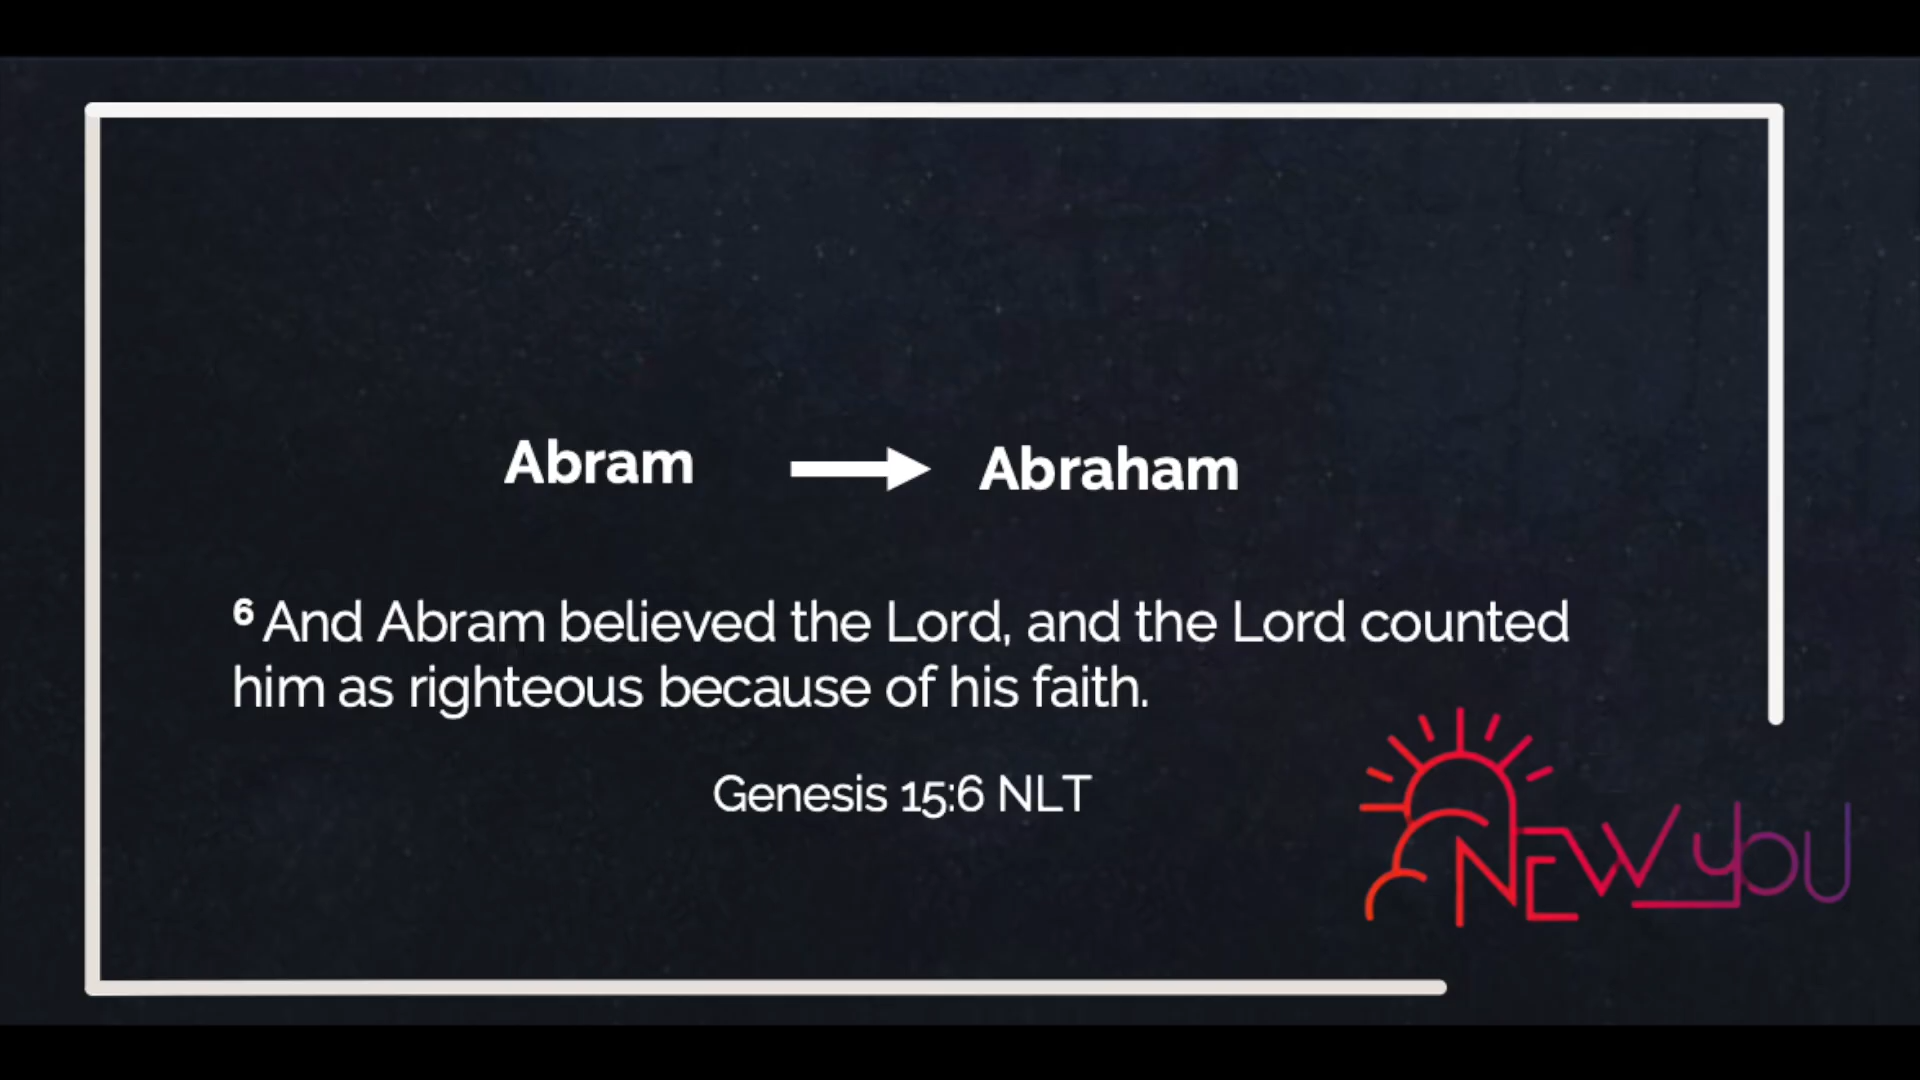 Abram → Abraham
6 And Abram believed the Lord, and the Lord counted
him as righteous because of his faith.
Genesis 15:6 NLT
NEW YOU